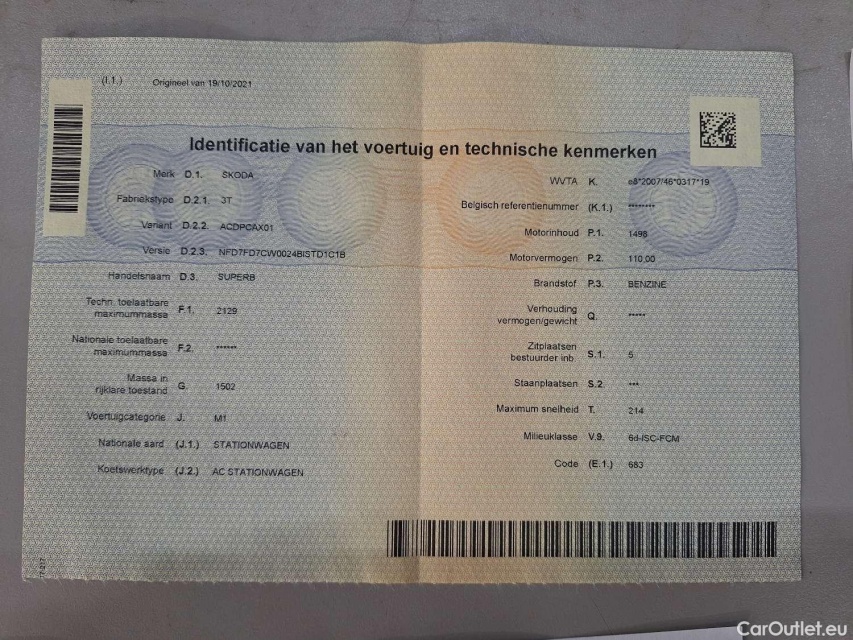 (I.1.) Origineel van 19/10/2021
Identificatie van het voertuig en technische kenmerken
Merk D.1. SKODA
Fabriekstype D.2.1. 3T
Variant D.2.2. ACDPCAX01
Versie D.2.3. NFD7FD7CW0024BISTD1C1B
Handelsnaam D.3. SUPERB
Techn. toelaatbare
maximummassa F.1. 2129
Nationale toelaatbare
maximummassa F.2. ******
Massa in
rijklare toestand G. 1502
Voertuigcategorie J. M1
Nationale aard (J.1.) STATIONWAGEN
Koetswerktype (J.2.) AC STATIONWAGEN
WVTA K. e8*2007/46*0317*19
Belgisch referentienummer (K.1.) ********
Motorinhoud P.1. 1498
Motorvermogen P.2. 110,00
Brandstof P.3. BENZINE
Verhouding
vermogen/gewicht Q. *****
Zitplaatsen
bestuurder inb. S.1. 5
Staanplaatsen S.2. ***
Maximum snelheid T. 214
Milieuklasse V.9. 6d-ISC-FCM
Code (E.1.) 683
CarOutlet.eu